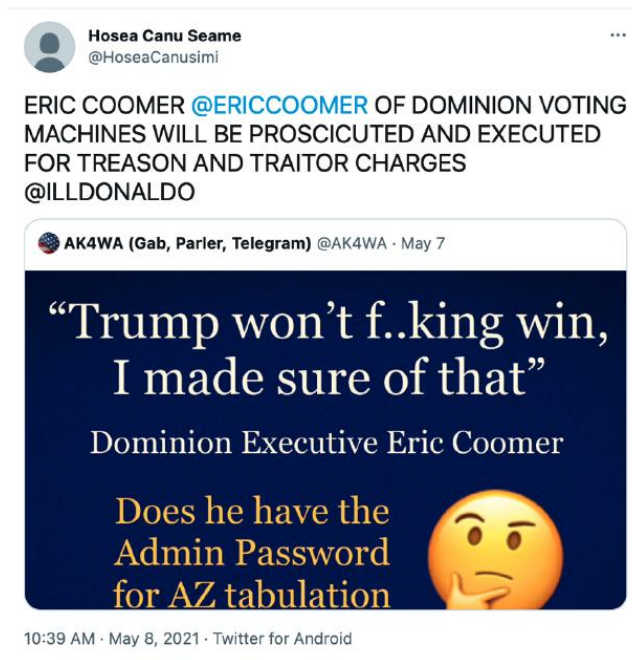 Hosea Canu Seame
@HoseaCanusimi
ERIC COOMER @ERICCOOMER OF DOMINION VOTING
MACHINES WILL BE PROSCICUTED AND EXECUTED
FOR TREASON AND TRAITOR CHARGES
@ILLDONALDO
AK4WA (Gab, Parler, Telegram) @AK4WA · May 7
“Trump won’t f..king win,
I made sure of that”
Dominion Executive Eric Coomer
Does he have the
Admin Password
for AZ tabulation
10:39 AM · May 8, 2021 · Twitter for Android